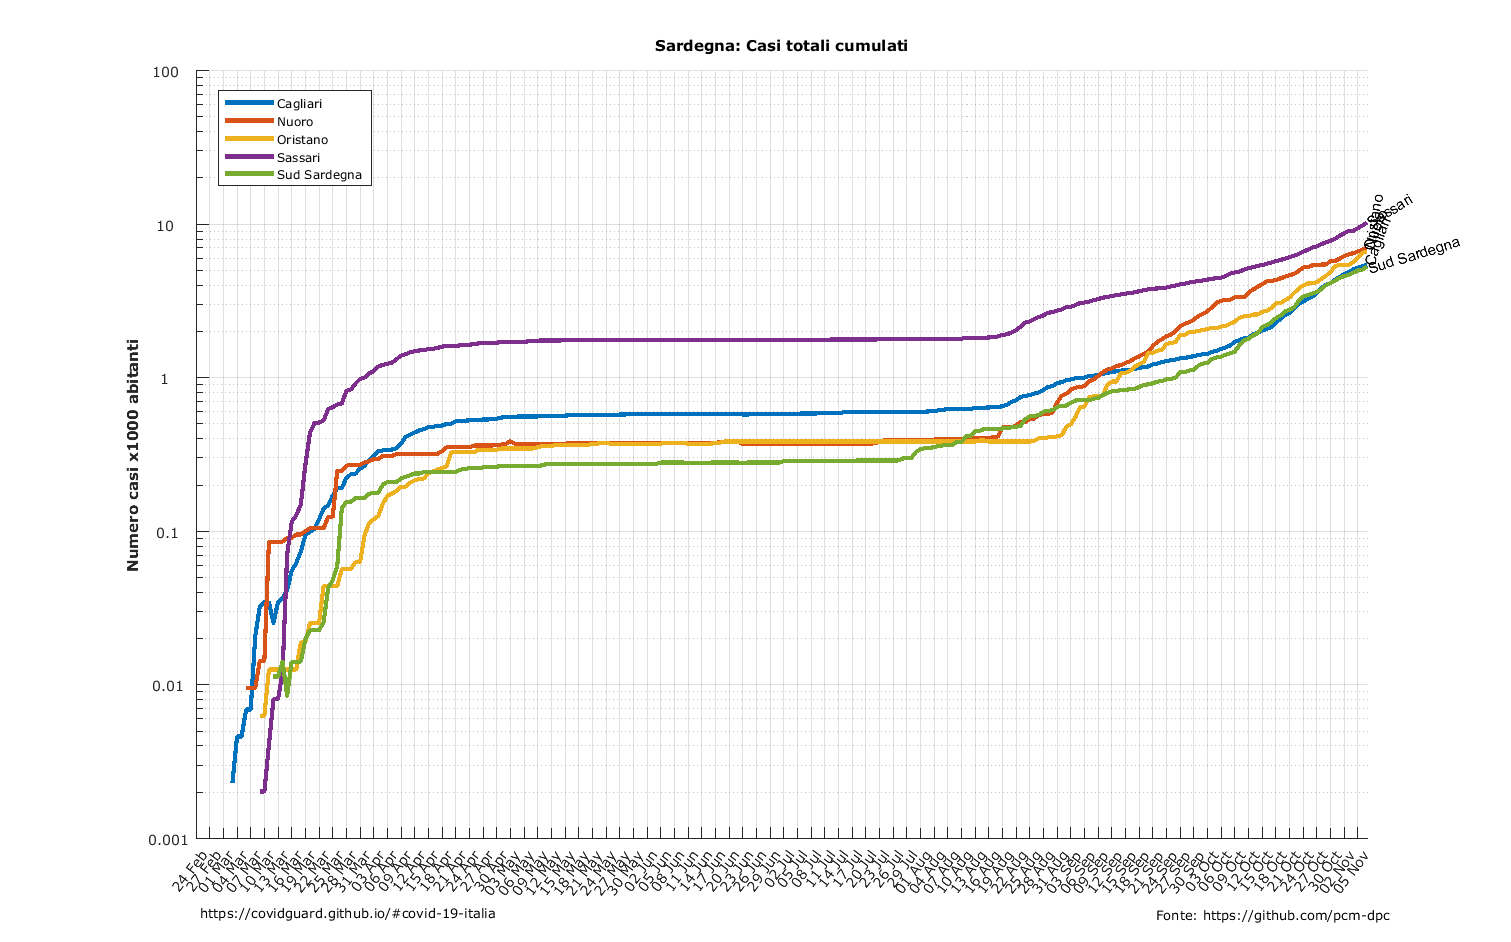 Sardegna: Casi totali cumulati
Numero casi x1000 abitanti
100
10
1
0.1
0.01
0.001
Cagliari
Nuoro
Oristano
Sassari
Sud Sardegna
Sassari
Cagliari
Sud Sardegna
24 Feb
27 Feb
01 Mar
04 Mar
07 Mar
10 Mar
13 Mar
16 Mar
19 Mar
22 Mar
25 Mar
28 Mar
31 Mar
03 Apr
06 Apr
09 Apr
12 Apr
15 Apr
18 Apr
21 Apr
24 Apr
27 Apr
20 Apr
03 May
06 May
09 May
12 May
15 May
18 May
21 May
24 May
27 May
30 May
02 Jun
05 Jun
08 Jun
11 Jun
14 Jun
17 Jun
20 Jun
23 Jun
26 Jun
29 Jun
02 Jul
05 Jul
08 Jul
11 Jul
14 Jul
17 Jul
20 Jul
23 Jul
26 Jul
29 Jul
01 Aug
04 Aug
07 Aug
10 Aug
13 Aug
16 Aug
19 Aug
22 Aug
25 Aug
28 Aug
31 Aug
03 Sep
06 Sep
09 Sep
12 Sep
15 Sep
18 Sep
21 Sep
24 Sep
27 Sep
30 Sep
03 Oct
06 Oct
09 Oct
12 Oct
15 Oct
18 Oct
21 Oct
24 Oct
27 Oct
30 Oct
02 Nov
05 Nov
https://covidguard.github.io/#covid-19-italia
Fonte: https://github.com/pcm-dpc